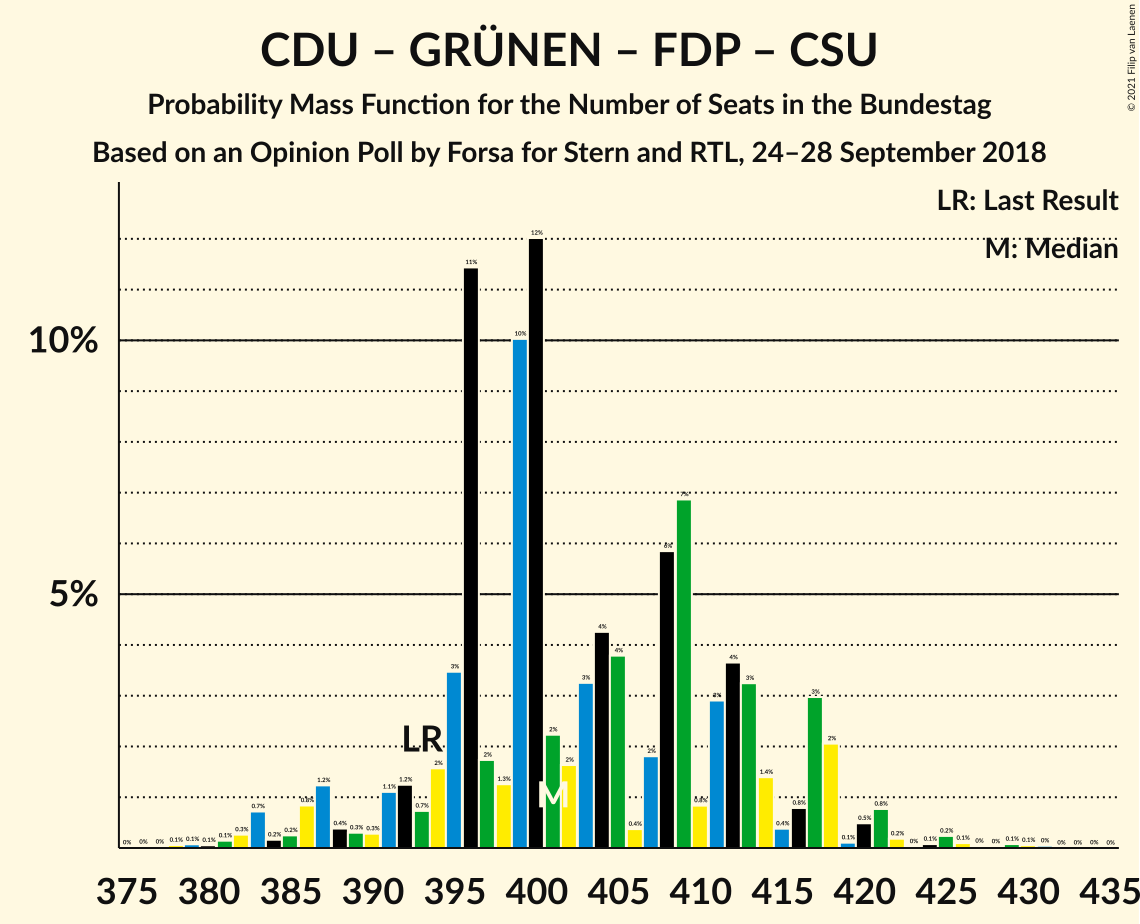 CDU – GRÜNEN – FDP – CSU
Probability Mass Function for the Number of Seats in the Bundestag
Based on an Opinion Poll by Forsa for Stern and RTL, 24–28 September 2018
© 2021 Filip van Laenen
LR: Last Result
M: Median
10%
5%
0% 0% 0% 0.1% 0.1% 0.1% 0.1% 0.3% 0.7% 0.2% 0.2% 0.8% 1.2% 0.4% 0.3% 0.3% 1.1% 1.2% 0.7% 2% 3% 11% 2% 1.3% 10% 12% 2% 2% 3% 4% 4% 0.4% 2% 6% 7% 0.8% 3% 4% 3% 1.4% 0.4% 0.8% 3% 2% 0.1% 0.5% 0.8% 0.2% 0% 0.1% 0.2% 0.1% 0% 0% 0.1% 0.1% 0% 0% 0% 0% 0%
LR
M
375 380 385 390 395 400 405 410 415 420 425 430 435